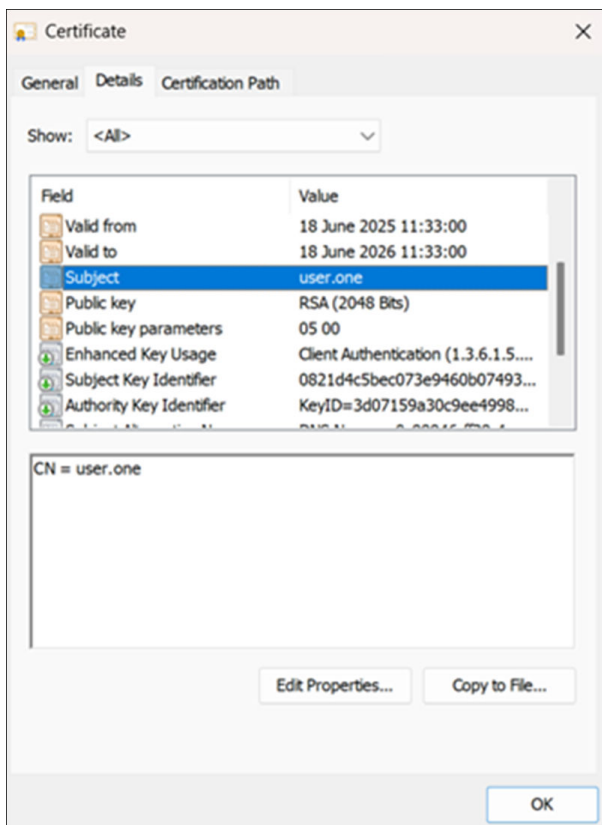 Certificate
General Details Certification Path
Show: <All>
Field Value
Valid from 18 June 2025 11:33:00
Valid to 18 June 2026 11:33:00
Subject user.one
Public key RSA (2048 Bits)
Public key parameters 05 00
Enhanced Key Usage Client Authentication (1.3.6.1.5....
Subject Key Identifier 0821d4c5bec073e9460b07493...
Authority Key Identifier KeyID=3d07159a30c9ee4998...
CN = user.one
Edit Properties... Copy to File...
OK